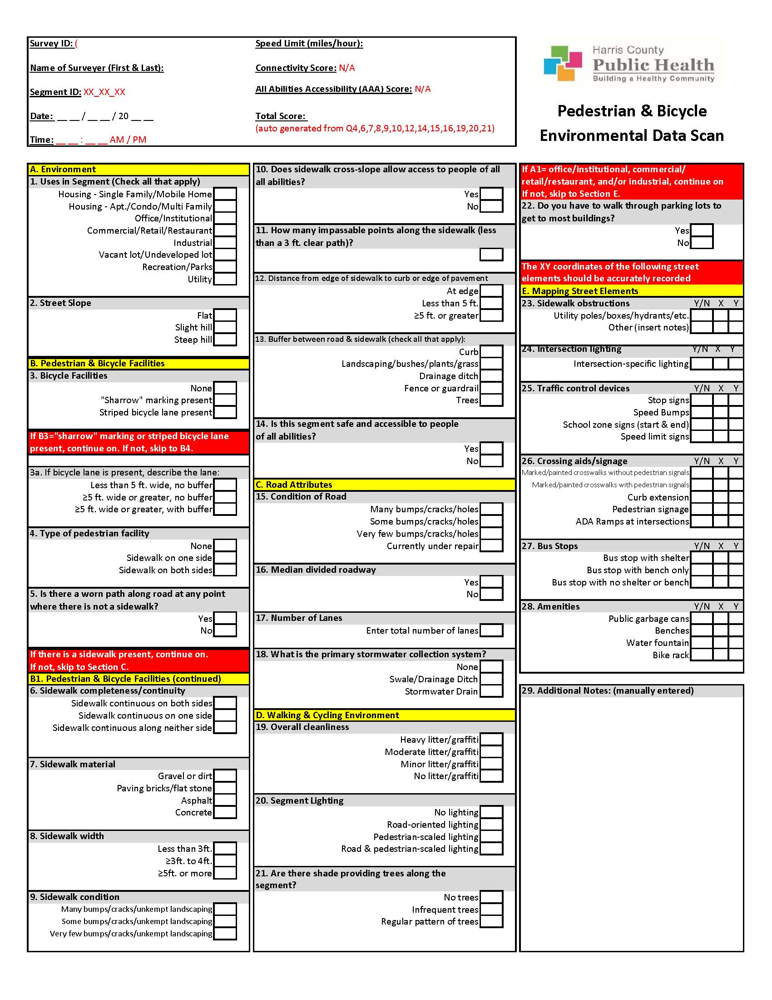 Survey ID: (
Name of Surveyer (First & Last):
Segment ID: XX_XX_XX
Date: __ __ / __ __ / 20 __ __
Time: __ __ : __ __ AM / PM
Speed Limit (miles/hour):
Connectivity Score: N/A
All Abilities Accessibility (AAA) Score: N/A
Total Score:
(auto generated from Q4,6,7,8,9,10,12,14,15,16,19,20,21)
Harris County
Public Health
Building a Healthy Community
Pedestrian & Bicycle
Environmental Data Scan
A. Environment
1. Uses in Segment (Check all that apply)
Housing - Single Family/Mobile Home
Housing - Apt./Condo/Multi Family
Office/Institutional
Commercial/Retail/Restaurant
Industrial
Vacant lot/Undeveloped lot
Recreation/Parks
Utility
2. Street Slope
Flat
Slight hill
Steep hill
B. Pedestrian & Bicycle Facilities
3. Bicycle Facilities
None
"Sharrow" marking present
Striped bicycle lane present
If B3="sharrow" marking or striped bicycle lane
present, continue on. If not, skip to B4.
3a. If bicycle lane is present, describe the lane:
Less than 5 ft. wide, no buffer
≥5 ft. wide or greater, no buffer
≥5 ft. wide or greater, with buffer
4. Type of pedestrian facility
None
Sidewalk on one side
Sidewalk on both sides
5. Is there a worn path along road at any point
where there is not a sidewalk?
Yes
No
If there is a sidewalk present, continue on.
If not, skip to Section C.
B1. Pedestrian & Bicycle Facilities (continued)
6. Sidewalk completeness/continuity
Sidewalk continuous on both sides
Sidewalk continuous on one side
Sidewalk continuous along neither side
7. Sidewalk material
Gravel or dirt
Paving bricks/flat stone
Asphalt
Concrete
8. Sidewalk width
Less than 3ft.
≥3ft. to 4ft.
≥5ft. or more
9. Sidewalk condition
Many bumps/cracks/unkempt landscaping
Some bumps/cracks/unkempt landscaping
Very few bumps/cracks/unkempt landscaping
10. Does sidewalk cross-slope allow access to people of all
all abilities?
Yes
No
11. How many impassable points along the sidewalk (less
than a 3 ft. clear path)?
12. Distance from edge of sidewalk to curb or edge of pavement
At edge
Less than 5 ft.
≥5 ft. or greater
13. Buffer between road & sidewalk (check all that apply):
Curb
Landscaping/bushes/plants/grass
Drainage ditch
Fence or guardrail
Trees
14. Is this segment safe and accessible to people
of all abilities?
Yes
No
C. Road Attributes
15. Condition of Road
Many bumps/cracks/holes
Some bumps/cracks/holes
Very few bumps/cracks/holes
Currently under repair
16. Median divided roadway
Yes
No
17. Number of Lanes
Enter total number of lanes
18. What is the primary stormwater collection system?
None
Swale/Drainage Ditch
Stormwater Drain
D. Walking & Cycling Environment
19. Overall cleanliness
Heavy litter/graffiti
Moderate litter/graffiti
Minor litter/graffiti
No litter/graffiti
20. Segment Lighting
No lighting
Road-oriented lighting
Pedestrian-scaled lighting
Road & pedestrian-scaled lighting
21. Are there shade providing trees along the
segment?
No trees
Infrequent trees
Regular pattern of trees
If A1= office/institutional, commercial/
retail/restaurant, and/or industrial, continue on
If not, skip to Section E.
22. Do you have to walk through parking lots to
get to most buildings?
Yes
No
The XY coordinates of the following street
elements should be accurately recorded
E. Mapping Street Elements
23. Sidewalk obstructions Y/N X Y
Utility poles/boxes/hydrants/etc.
Other (insert notes)
24. Intersection lighting Y/N X Y
Intersection-specific lighting
25. Traffic control devices Y/N X Y
Stop signs
Speed Bumps
School zone signs (start & end)
Speed limit signs
26. Crossing aids/signage Y/N X Y
Marked/painted crosswalks without pedestrian signals
Marked/painted crosswalks with pedestrian signals
Curb extension
Pedestrian signage
ADA Ramps at intersections
27. Bus Stops Y/N X Y
Bus stop with shelter
Bus stop with bench only
Bus stop with no shelter or bench
28. Amenities Y/N X Y
Public garbage cans
Benches
Water fountain
Bike rack
29. Additional Notes: (manually entered)